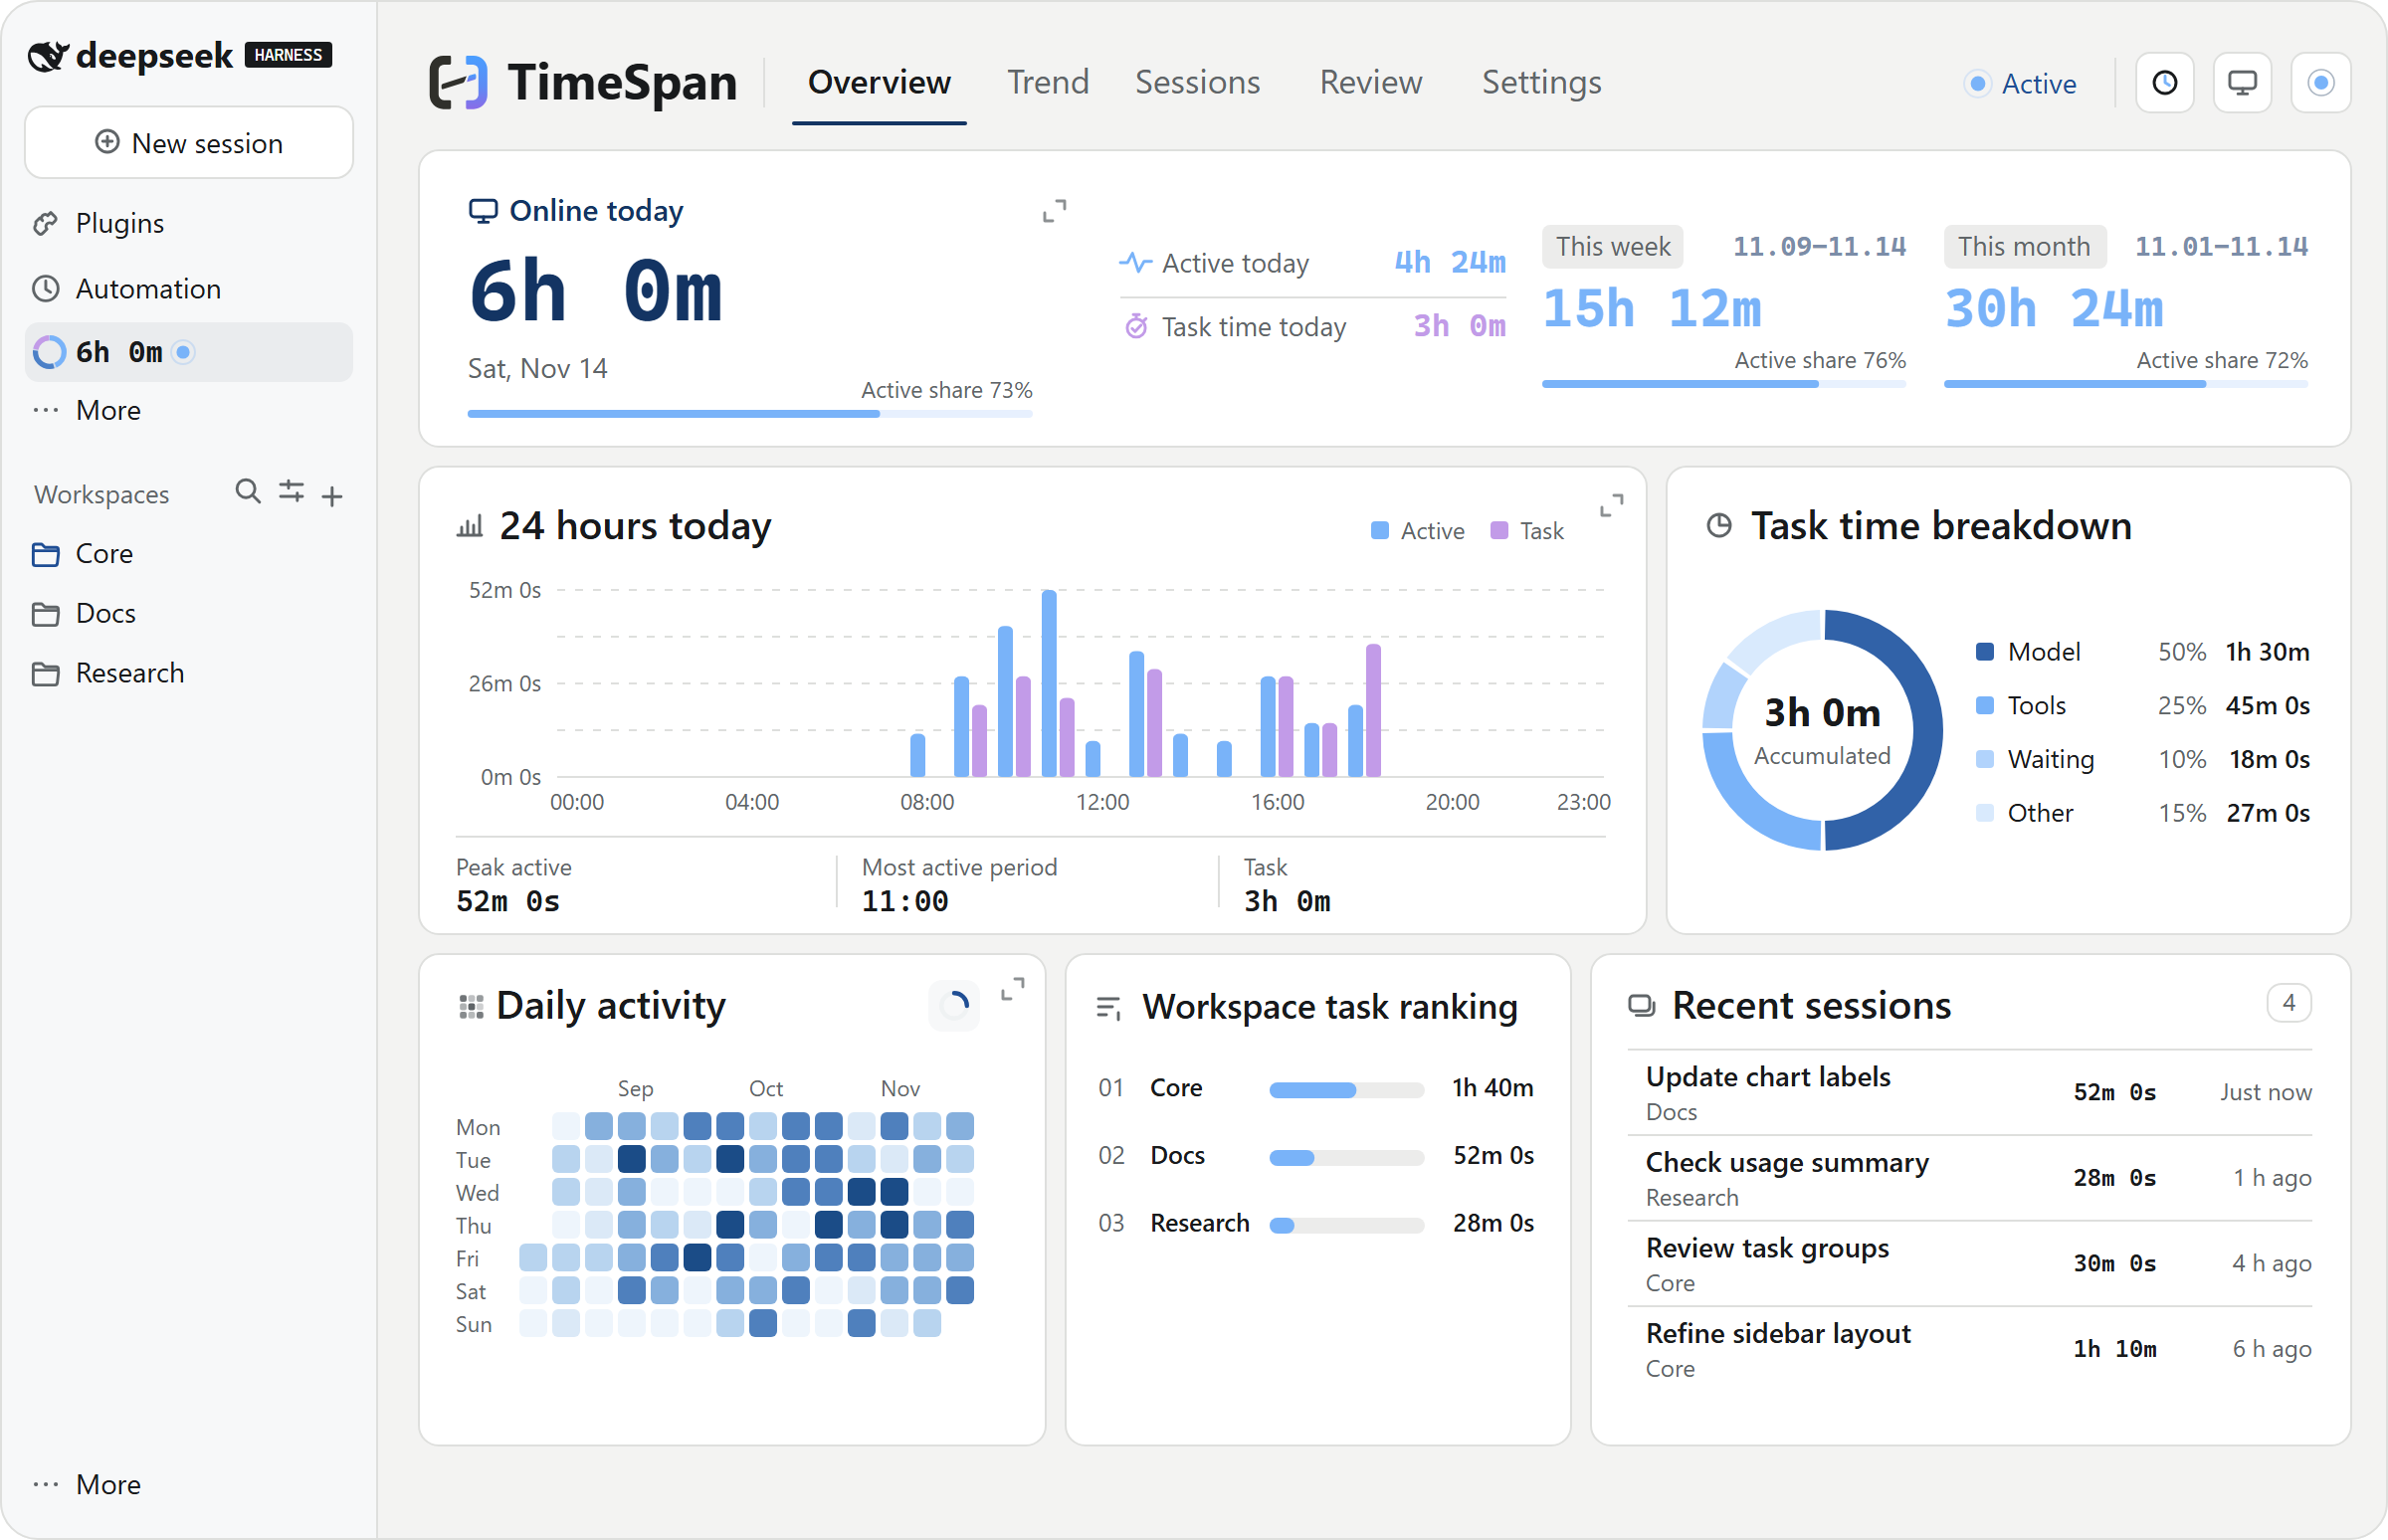 deepseek HARNESS
New session
Plugins
Automation
6h 0m
More
Workspaces
Core
Docs
Research
More
TimeSpan
Overview
Trend
Sessions
Review
Settings
Active
Online today
6h 0m
Sat, Nov 14
Active share 73%
Active today 4h 24m
Task time today 3h 0m
This week 11.09–11.14
15h 12m
Active share 76%
This month 11.01–11.14
30h 24m
Active share 72%
24 hours today
Active Task
52m 0s
26m 0s
0m 0s
00:00 04:00 08:00 12:00 16:00 20:00 23:00
Peak active
52m 0s
Most active period
11:00
Task
3h 0m
Task time breakdown
3h 0m
Accumulated
Model 50% 1h 30m
Tools 25% 45m 0s
Waiting 10% 18m 0s
Other 15% 27m 0s
Daily activity
Sep Oct Nov
Mon
Tue
Wed
Thu
Fri
Sat
Sun
Workspace task ranking
01 Core 1h 40m
02 Docs 52m 0s
03 Research 28m 0s
Recent sessions 4
Update chart labels
Docs
52m 0s Just now
Check usage summary
Research
28m 0s 1 h ago
Review task groups
Core
30m 0s 4 h ago
Refine sidebar layout
Core
1h 10m 6 h ago